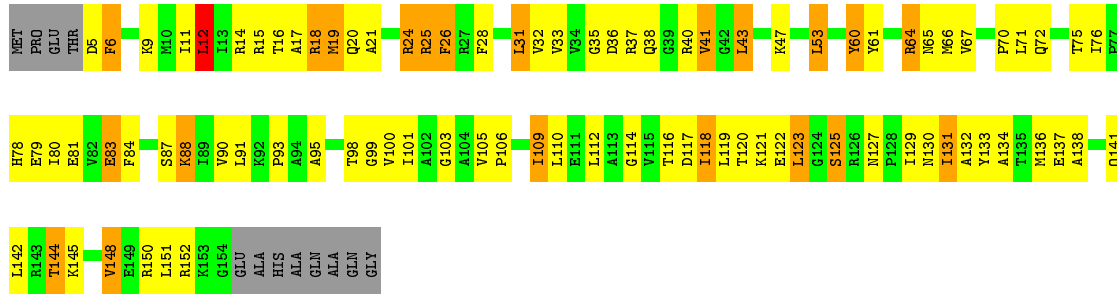 MET PRO GLU THR D5 F6 K9 M10 I11 L12 I13 R14 R15 T16 A17 R18 M19 Q20 A21 R24 R25 F26 R27 F28 L31 V32 V33 V34 G35 D36 R37 Q38 G39 R40 V41 G42 L43 K47 L53 Y60 Y61 R64 N65 M66 V67 P70 L71 Q72 T75 I76 P77
H78 E79 I80 E81 V82 E83 F84 S87 K88 I89 V90 L91 K92 P93 A94 A95 T98 G99 V100 I101 A102 G103 A104 V105 P106 I109 L110 E111 L112 A113 G114 V115 T116 D117 I118 L119 T120 K121 E122 L123 G124 S125 R126 N127 P128 I129 N130 I131 A132 Y133 A134 T135 M136 E137 A138 Q141
L142 R143 T144 K145 V148 E149 R150 L151 R152 K153 G154 GLU ALA HIS ALA GLN ALA GLN GLY